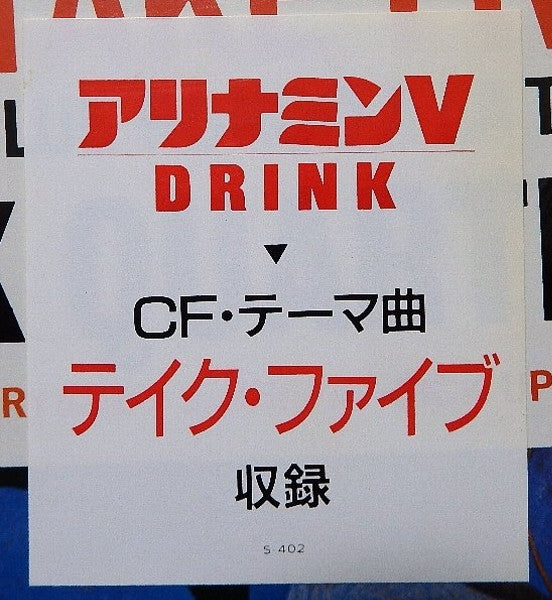 アリナミンV
DRINK
▼
CF・テーマ曲
テイク・ファイブ
収録
S 402